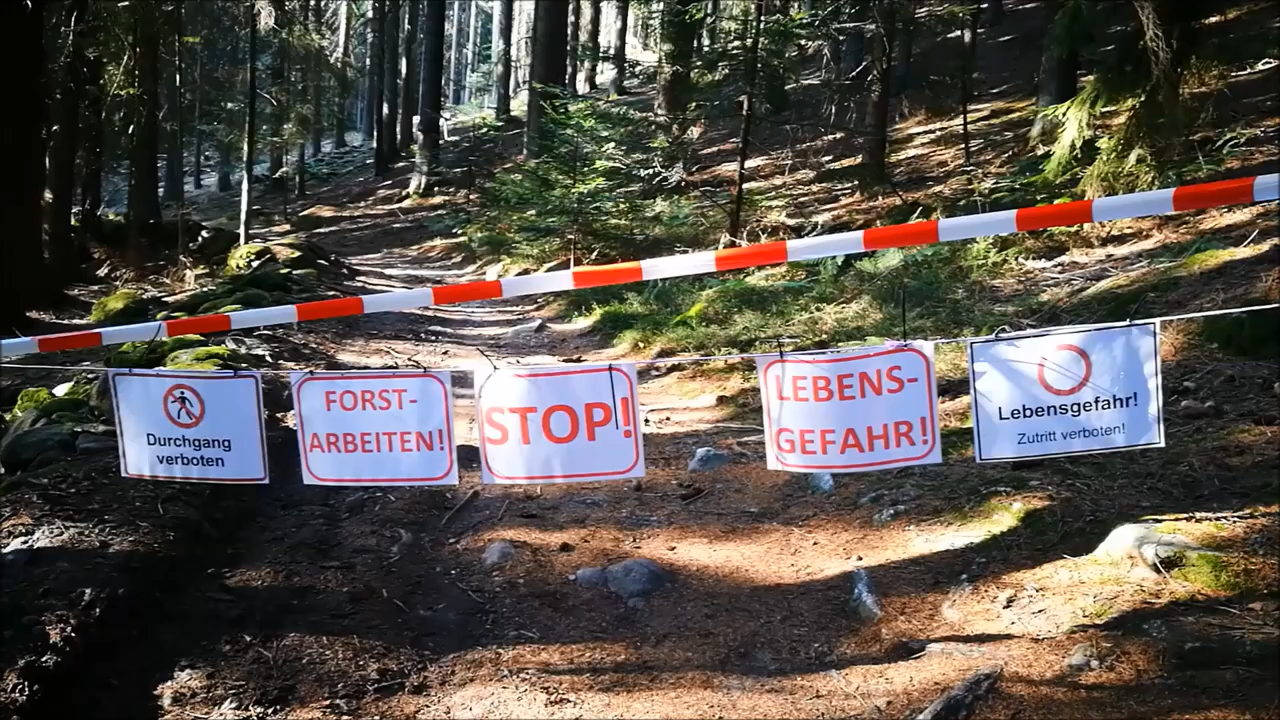 Durchgang
verboten
FORST-
ARBEITEN!
STOP!
LEBENS-
GEFAHR!
Lebensgefahr!
Zutritt verboten!